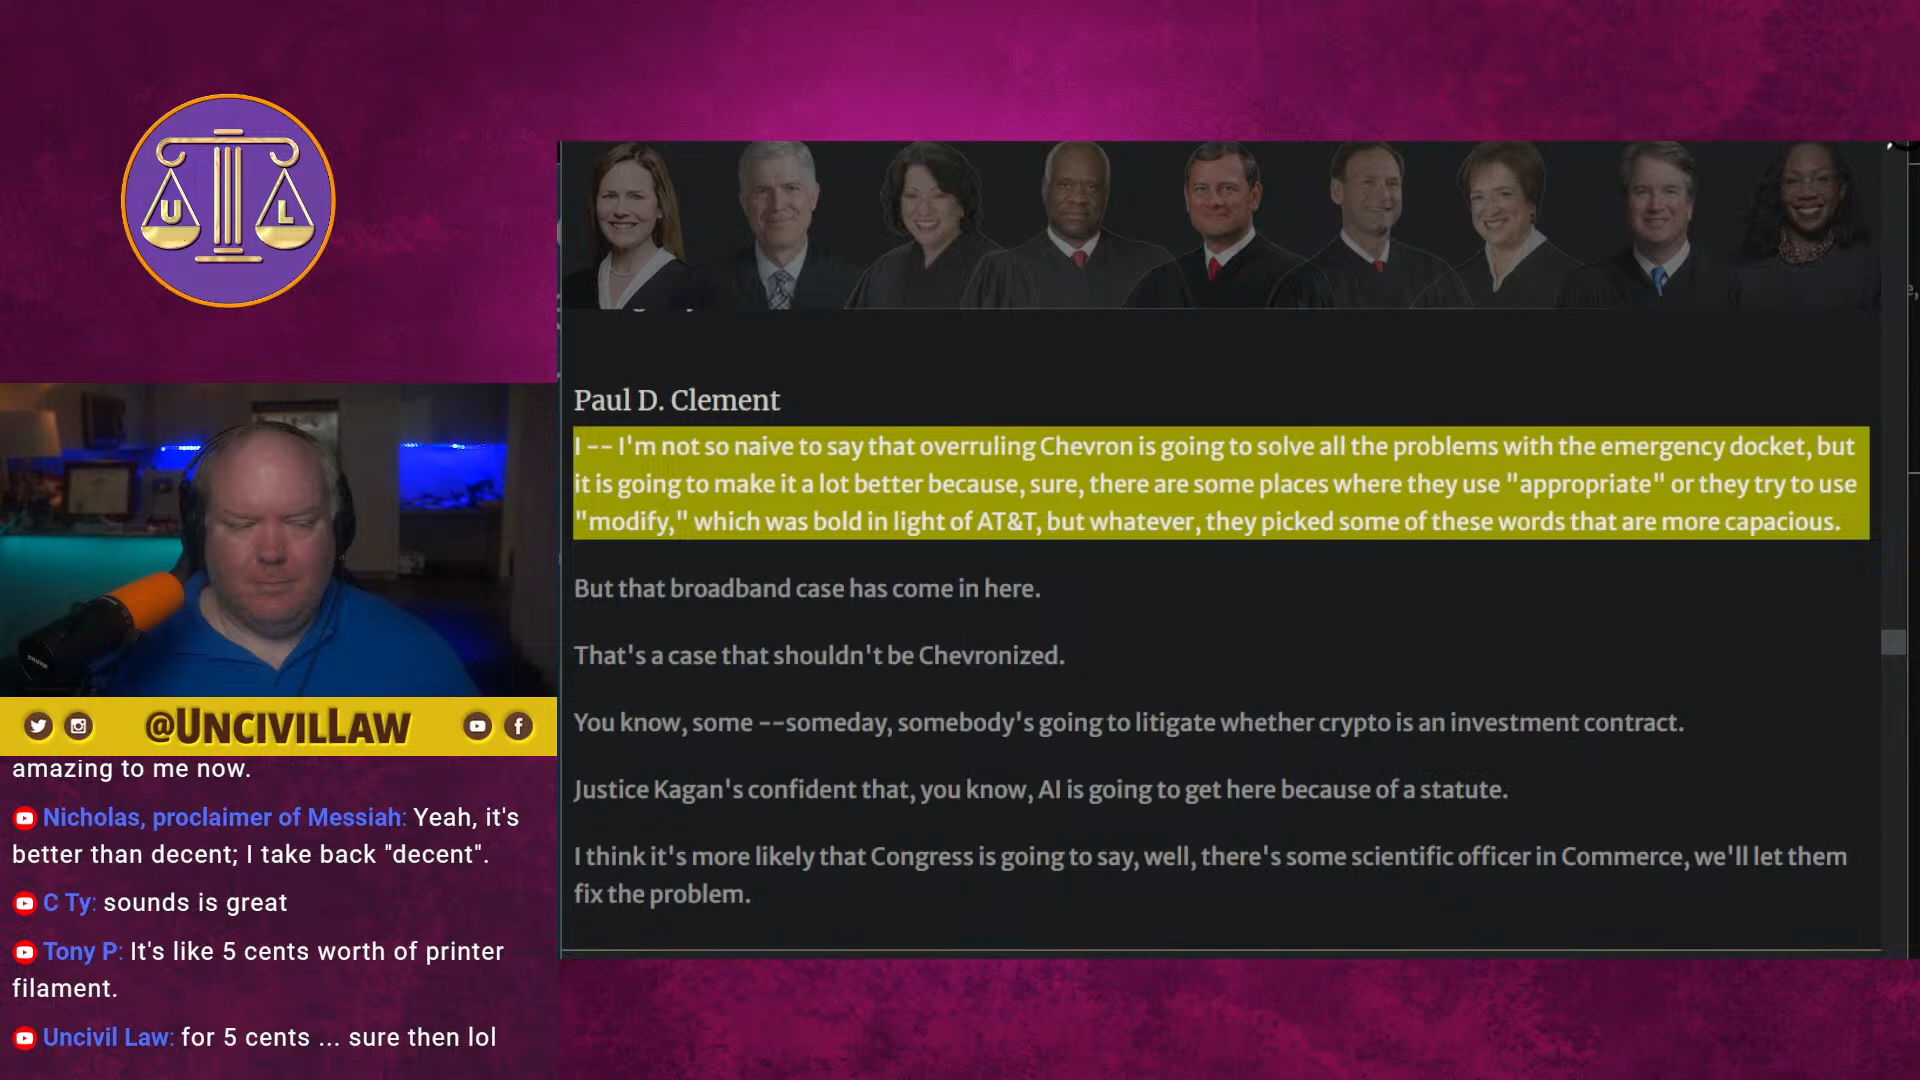 U L
Paul D. Clement
I -- I'm not so naive to say that overruling Chevron is going to solve all the problems with the emergency docket, but
it is going to make it a lot better because, sure, there are some places where they use "appropriate" or they try to use
"modify," which was bold in light of AT&T, but whatever, they picked some of these words that are more capacious.
But that broadband case has come in here.
That's a case that shouldn't be Chevronized.
You know, some --someday, somebody's going to litigate whether crypto is an investment contract.
Justice Kagan's confident that, you know, AI is going to get here because of a statute.
I think it's more likely that Congress is going to say, well, there's some scientific officer in Commerce, we'll let them
fix the problem.
@UNCIVILLAW
amazing to me now.
Nicholas, proclaimer of Messiah: Yeah, it's
better than decent; I take back "decent".
C Ty: sounds is great
Tony P: It's like 5 cents worth of printer
filament.
Uncivil Law: for 5 cents ... sure then lol